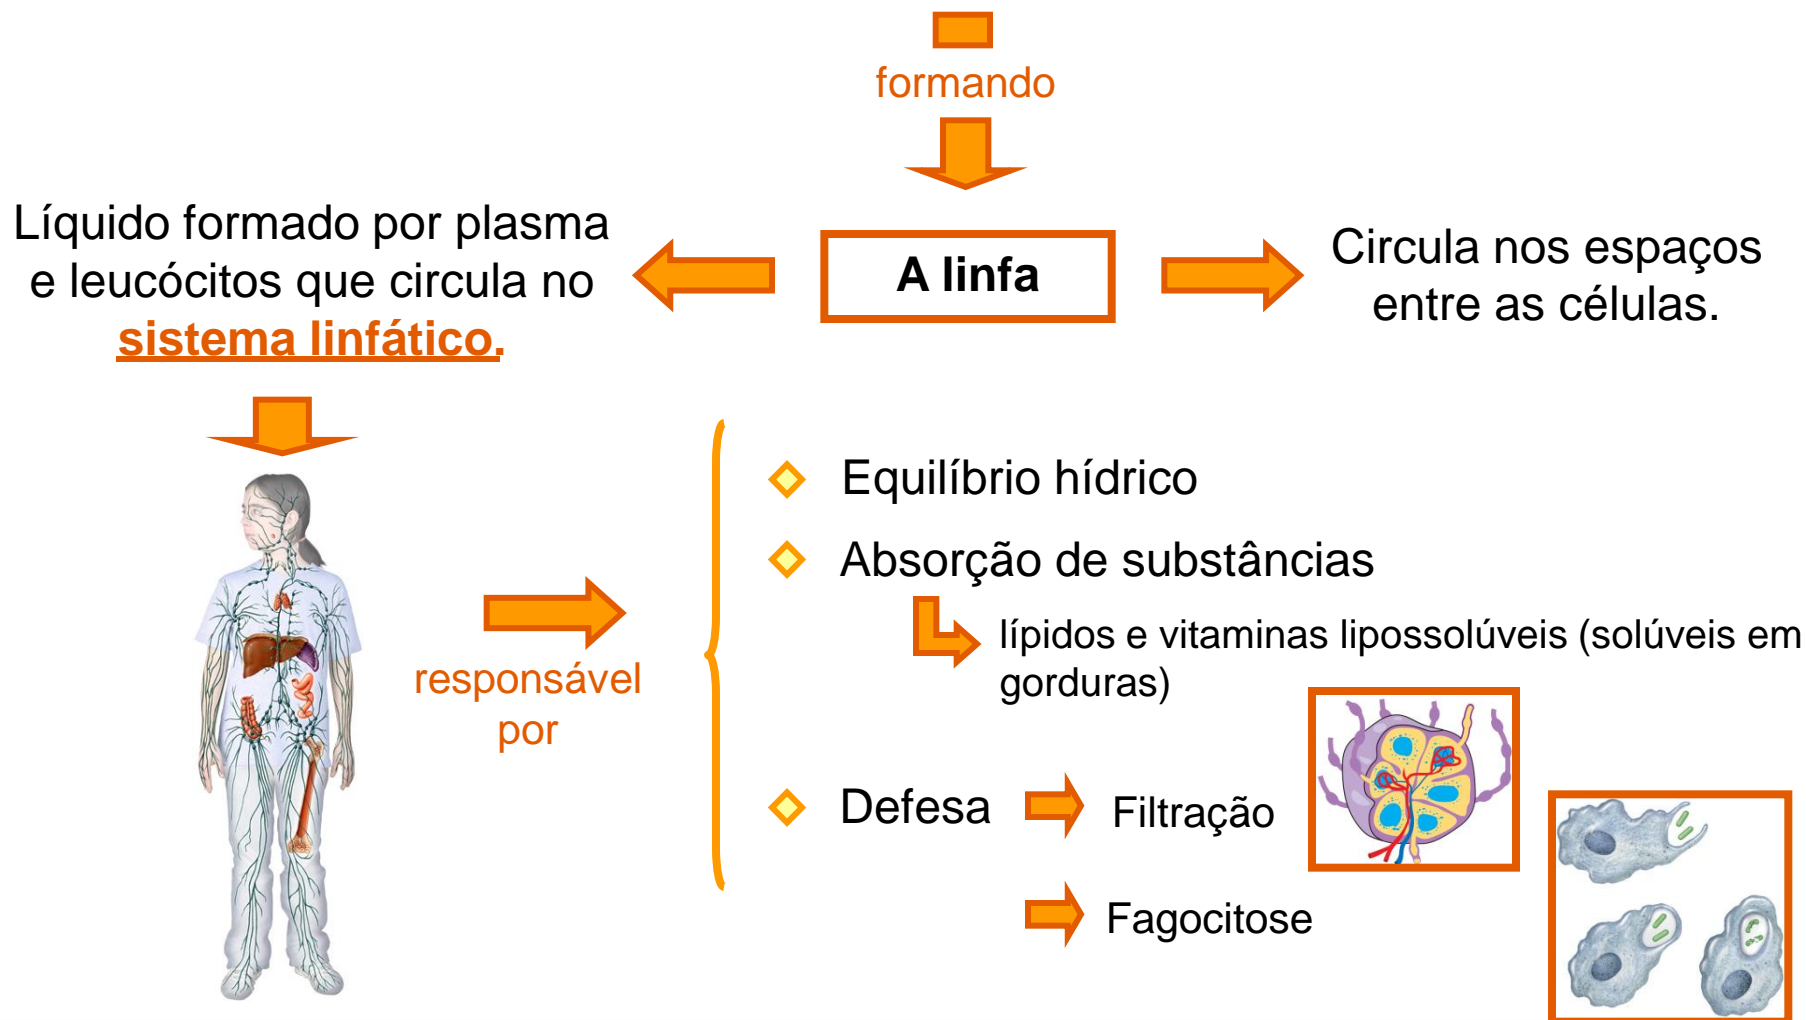 formando
Líquido formado por plasma
e leucócitos que circula no
sistema linfático.
A linfa
Circula nos espaços
entre as células.
responsável
por
Equilíbrio hídrico
Absorção de substâncias
lípidos e vitaminas lipossolúveis (solúveis em
gorduras)
Defesa
Filtração
Fagocitose